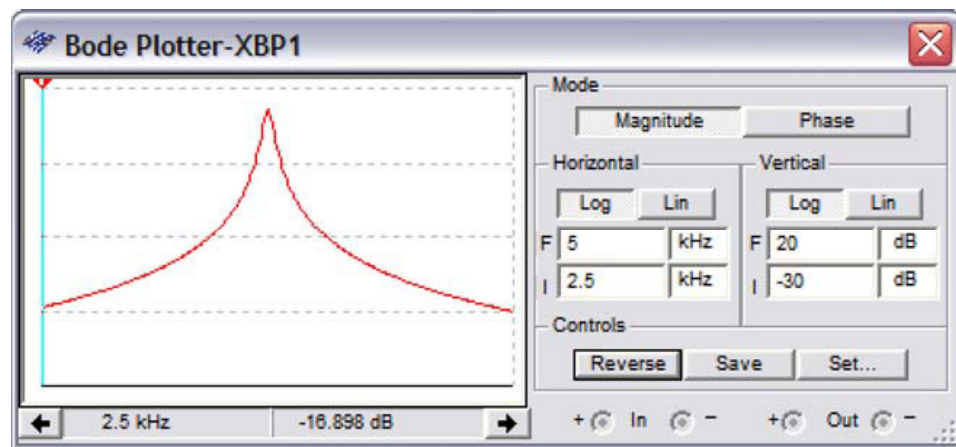 Bode Plotter-XBP1
Mode
Magnitude Phase
Horizontal Vertical
Log Lin Log Lin
F 5 kHz F 20 dB
I 2.5 kHz I -30 dB
Controls
Reverse Save Set...
2.5 kHz -16.898 dB + In - + Out -